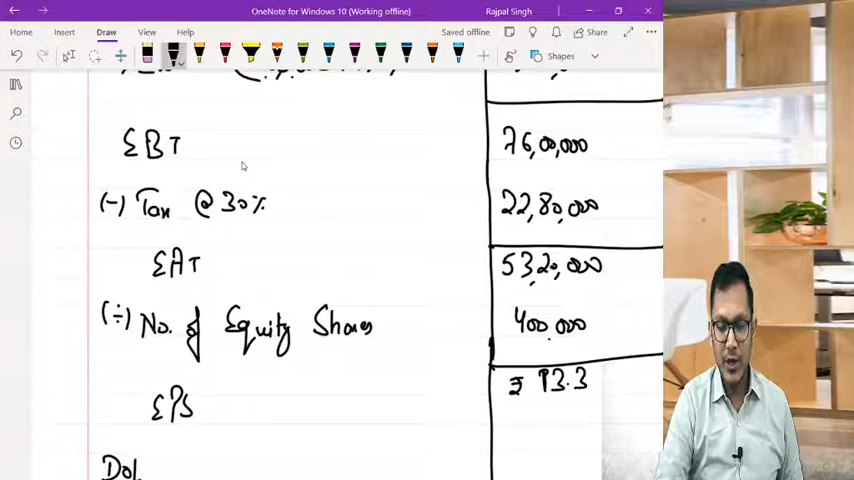 OneNote for Windows 10 (Working offline)
Rajpal Singh
Home Insert Draw View Help Saved offline Share
Shapes
EBT 76,00,000
(-) Tax @ 30% 22,80,000
EAT 53,20,000
(÷) No. of Equity Shares 400,000
₹ 13.3
EPS
DOL